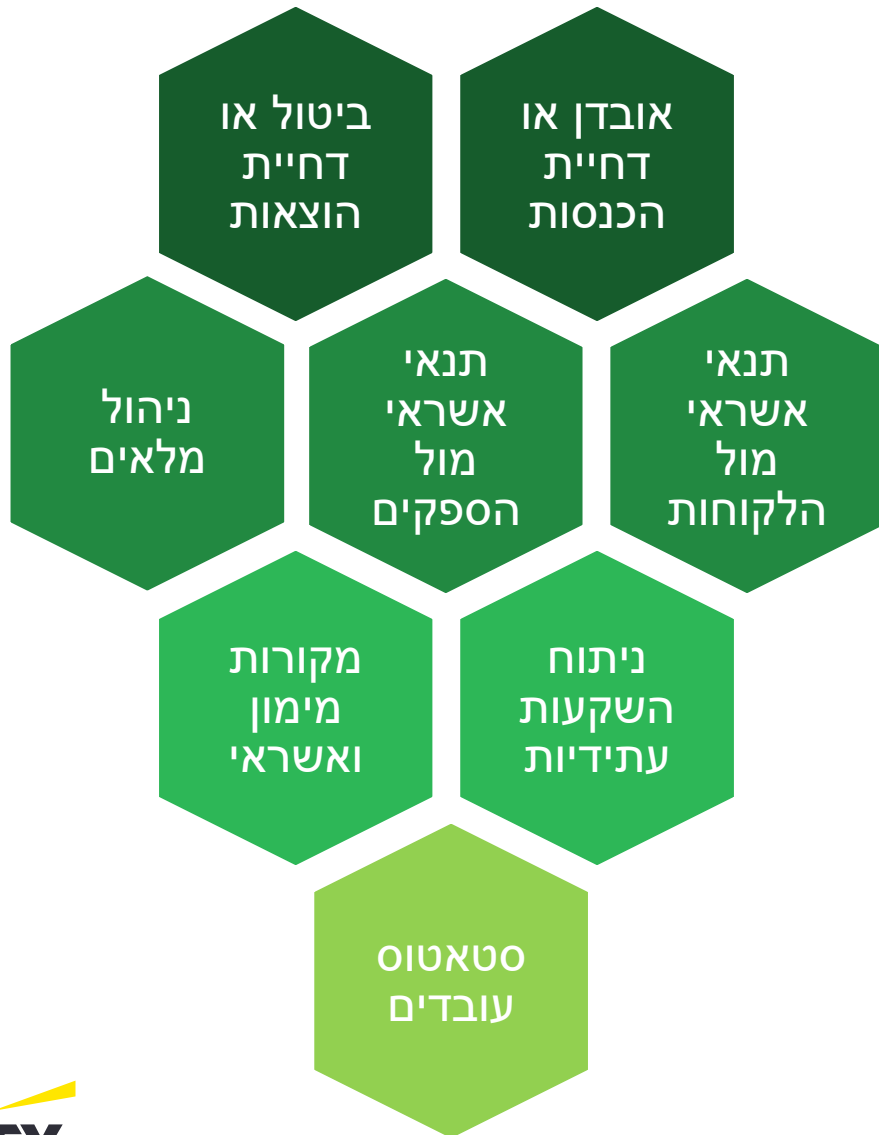 אובדן או
דחיית
הכנסות
ביטול או
דחיית
הוצאות
תנאי
אשראי
מול
הלקוחות
תנאי
אשראי
מול
הספקים
ניהול
מלאים
ניתוח
השקעות
עתידיות
מקורות
מימון
ואשראי
סטאטוס
עובדים